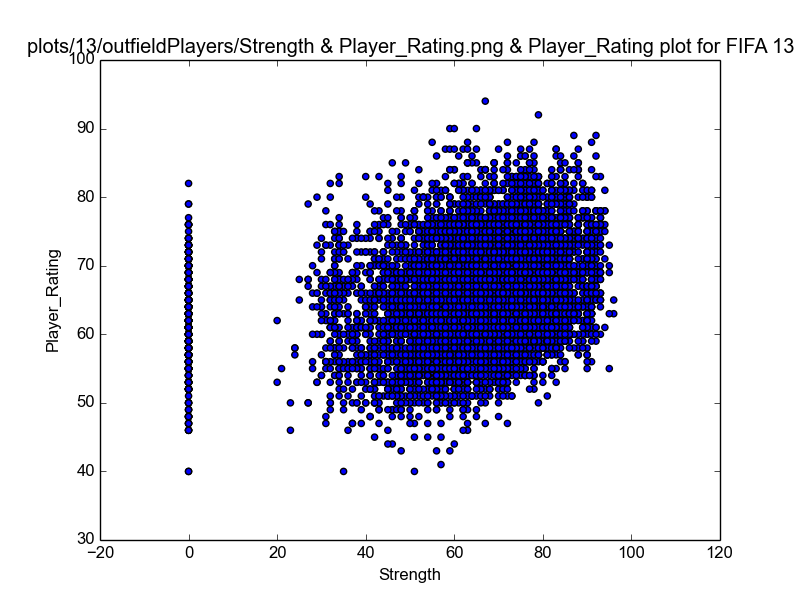 plots/13/outfieldPlayers/Strength & Player_Rating.png & Player_Rating plot for FIFA 13
100
90
80
70
60
50
40
30
Player_Rating
−20 0 20 40 60 80 100 120
Strength